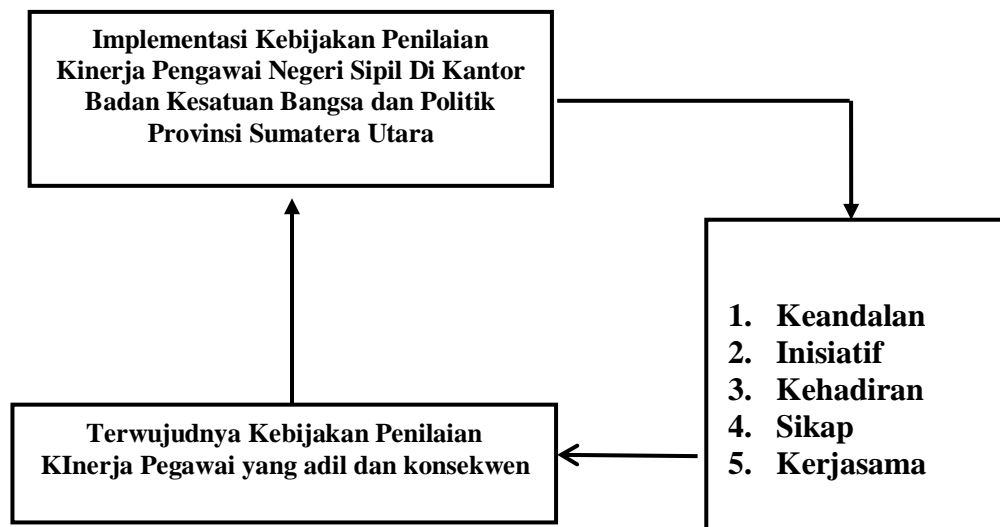 Implementasi Kebijakan Penilaian
Kinerja Pengawai Negeri Sipil Di Kantor
Badan Kesatuan Bangsa dan Politik
Provinsi Sumatera Utara
1. Keandalan
2. Inisiatif
3. Kehadiran
4. Sikap
5. Kerjasama
Terwujudnya Kebijakan Penilaian
KInerja Pegawai yang adil dan konsekwen